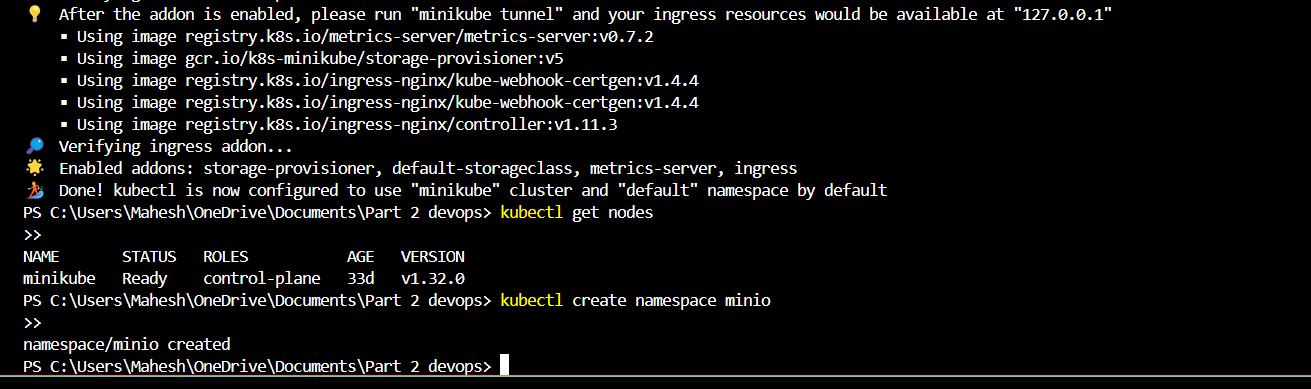 After the addon is enabled, please run "minikube tunnel" and your ingress resources would be available at "127.0.0.1"
▪ Using image registry.k8s.io/metrics-server/metrics-server:v0.7.2
▪ Using image gcr.io/k8s-minikube/storage-provisioner:v5
▪ Using image registry.k8s.io/ingress-nginx/kube-webhook-certgen:v1.4.4
▪ Using image registry.k8s.io/ingress-nginx/kube-webhook-certgen:v1.4.4
▪ Using image registry.k8s.io/ingress-nginx/controller:v1.11.3
Verifying ingress addon...
Enabled addons: storage-provisioner, default-storageclass, metrics-server, ingress
Done! kubectl is now configured to use "minikube" cluster and "default" namespace by default
PS C:\Users\Mahesh\OneDrive\Documents\Part 2 devops> kubectl get nodes
>>
NAME STATUS ROLES AGE VERSION
minikube Ready control-plane 33d v1.32.0
PS C:\Users\Mahesh\OneDrive\Documents\Part 2 devops> kubectl create namespace minio
>>
namespace/minio created
PS C:\Users\Mahesh\OneDrive\Documents\Part 2 devops>